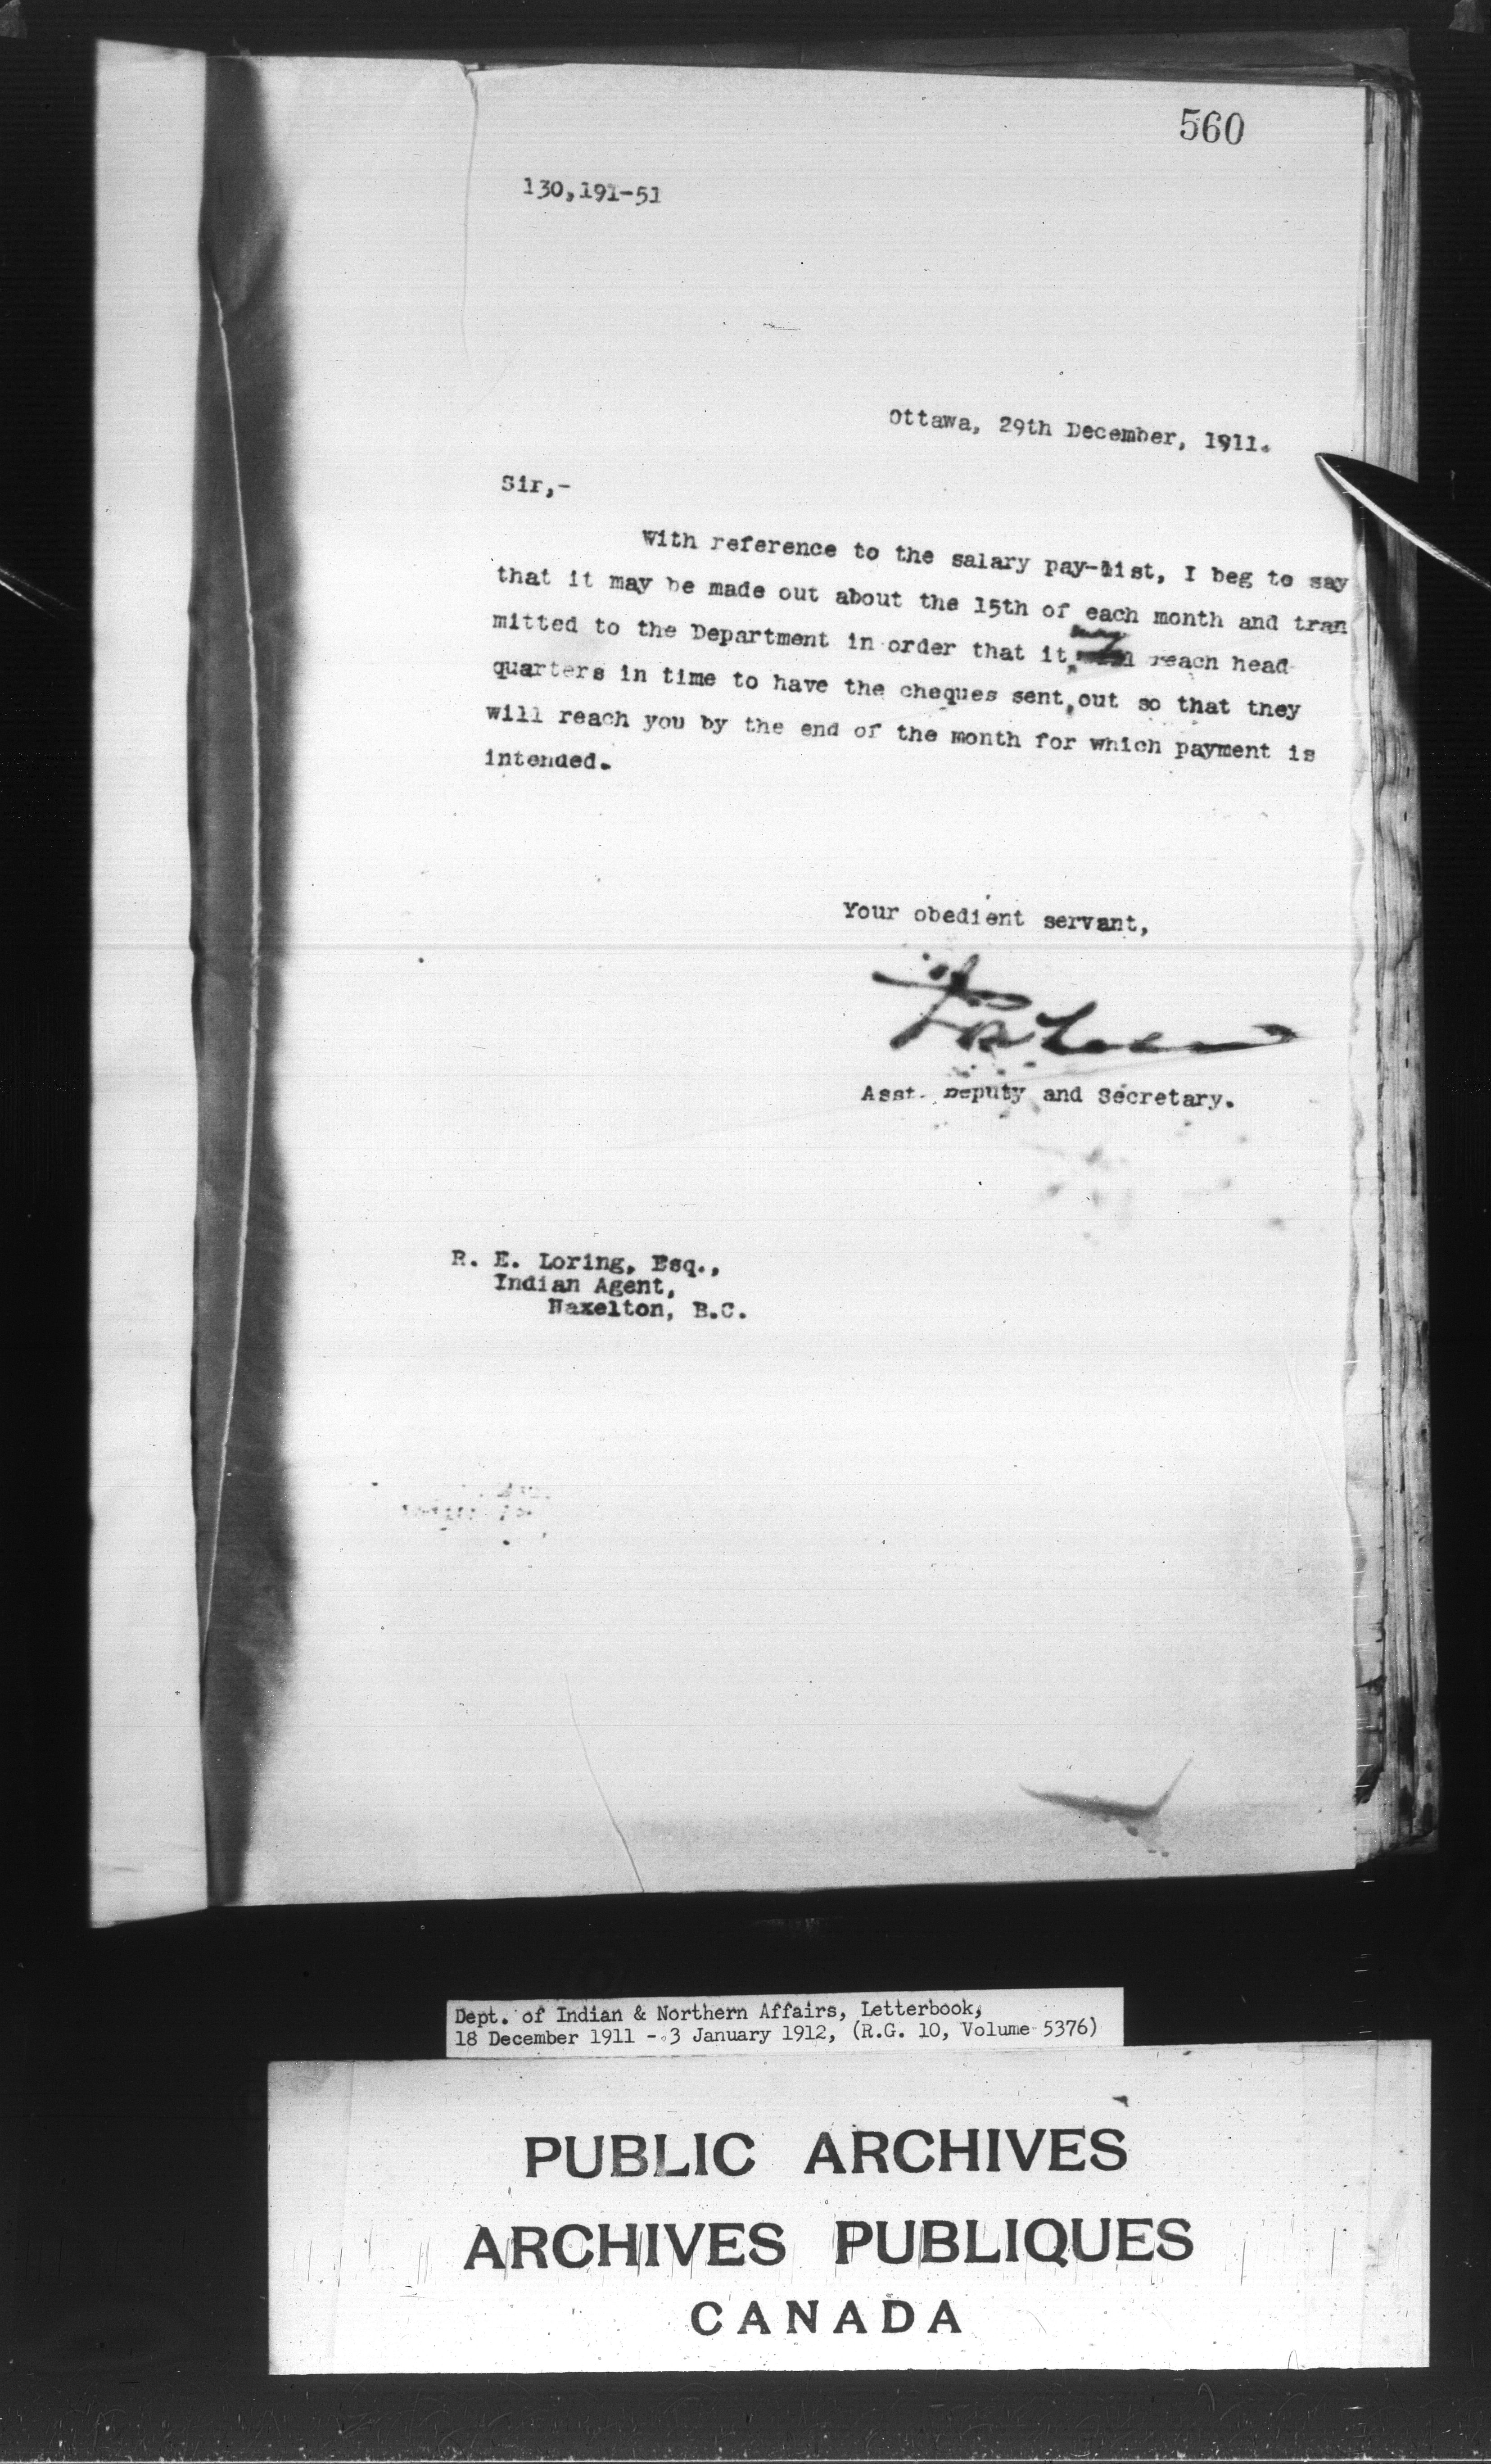 560
130,191-51
Ottawa, 29th December, 1911.
Sir,-
With reference to the salary pay-list, I beg to say
that it may be made out about the 15th of each month and tran
mitted to the Department in order that it may reach head
quarters in time to have the cheques sent out so that they
will reach you by the end of the month for which payment is
intended.
Your obedient servant,
Asst. Deputy and Secretary.
R. E. Loring, Esq.,
Indian Agent,
Haxelton, B.C.
Dept. of Indian & Northern Affairs, Letterbook,
18 December 1911 - 3 January 1912, (R.G. 10, Volume 5376)
PUBLIC ARCHIVES
ARCHIVES PUBLIQUES
CANADA